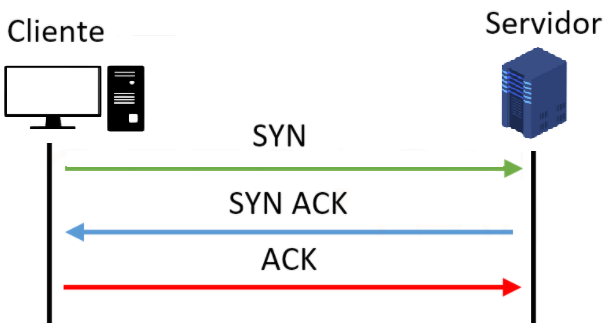 Cliente
Servidor
SYN
SYN ACK
ACK